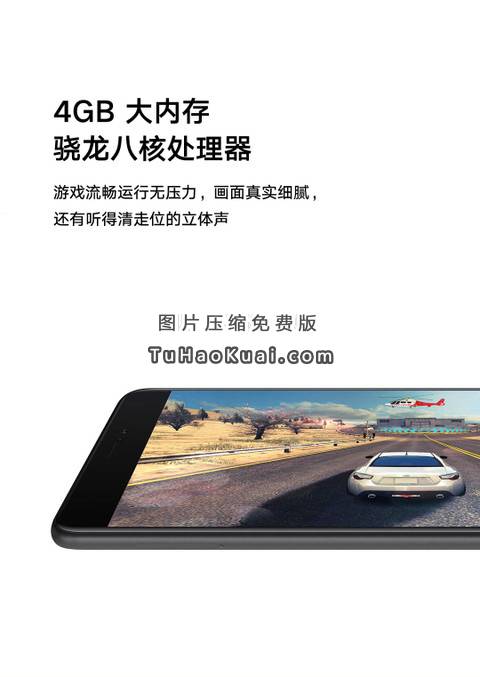 4GB 大内存
骁龙八核处理器
游戏流畅运行无压力，画面真实细腻，
还有听得清走位的立体声
图片压缩免费版
TuHaoKuai.com